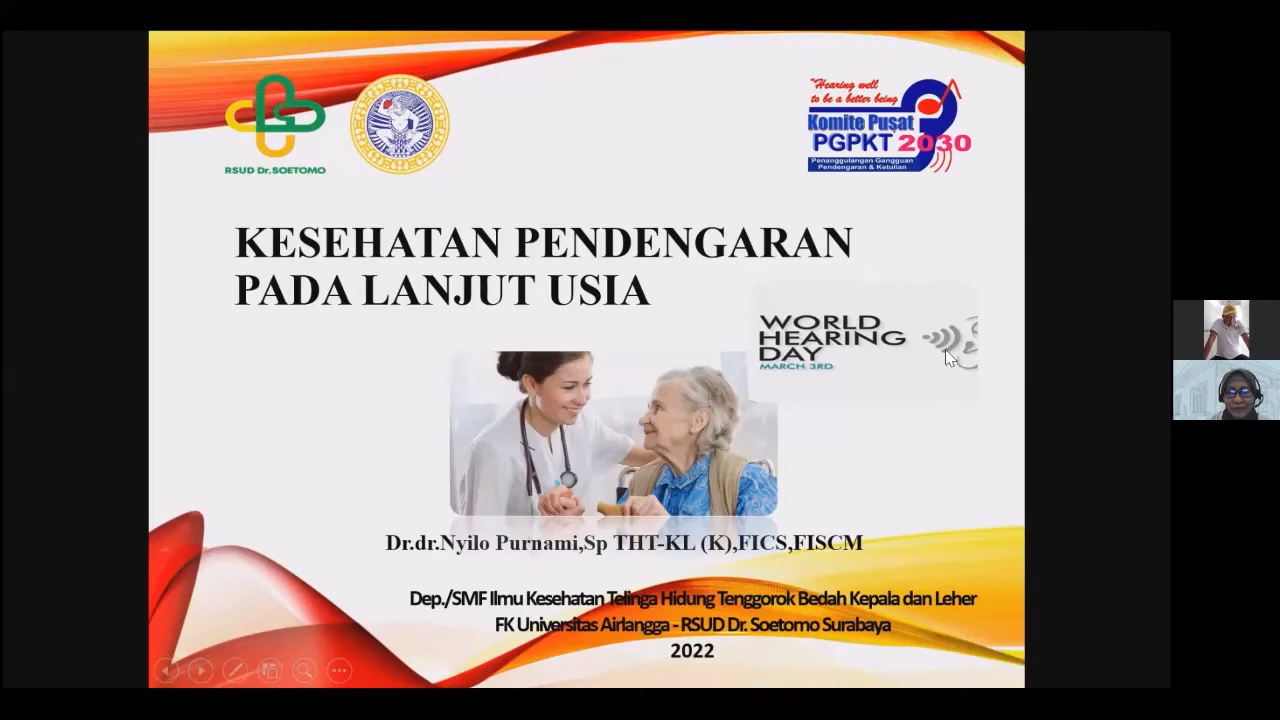 "Hearing well
to be a better being
Komite Pusat
PGPKT 2030
Penanggulangan Gangguan
Pendengaran & Ketulian
RSUD Dr. SOETOMO
KESEHATAN PENDENGARAN
PADA LANJUT USIA
WORLD
HEARING
DAY
MARCH 3RD
Dr.dr.Nyilo Purnami,Sp THT-KL (K),FICS,FISCM
Dep./SMF Ilmu Kesehatan Telinga Hidung Tenggorok Bedah Kepala dan Leher
FK Universitas Airlangga - RSUD Dr. Soetomo Surabaya
2022